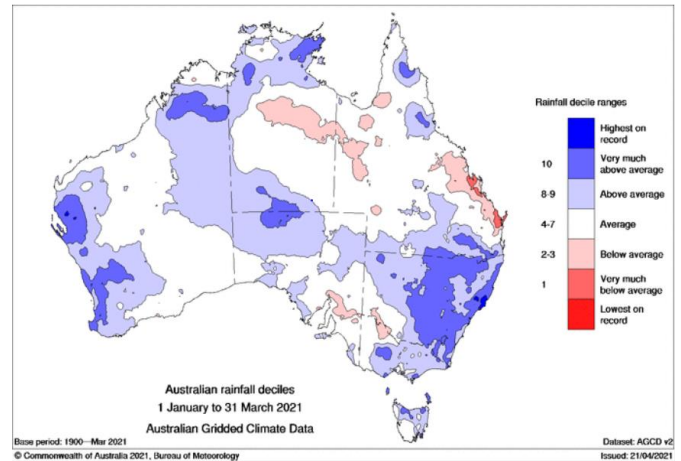 Rainfall decile ranges
Highest on
record
10
Very much
above average
8-9
Above average
4-7
Average
2-3
Below average
1
Very much
below average
Lowest on
record
Australian rainfall deciles
1 January to 31 March 2021
Australian Gridded Climate Data
Base period: 1900—Mar 2021
Dataset: AGCD v2
© Commonwealth of Australia 2021, Bureau of Meteorology
Issued: 21/04/2021